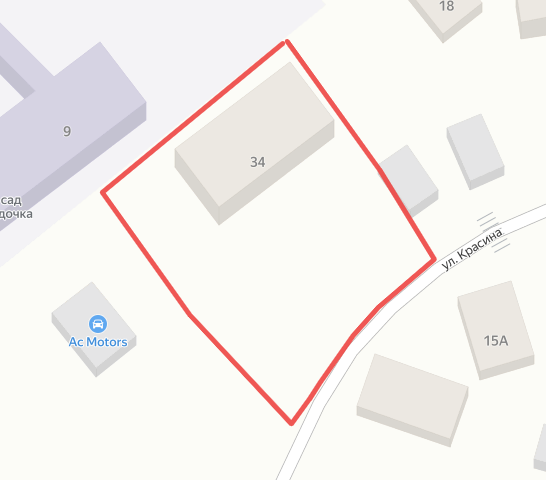 18
9
34
сад
дочка
ул. Красина
Ac Motors
15А